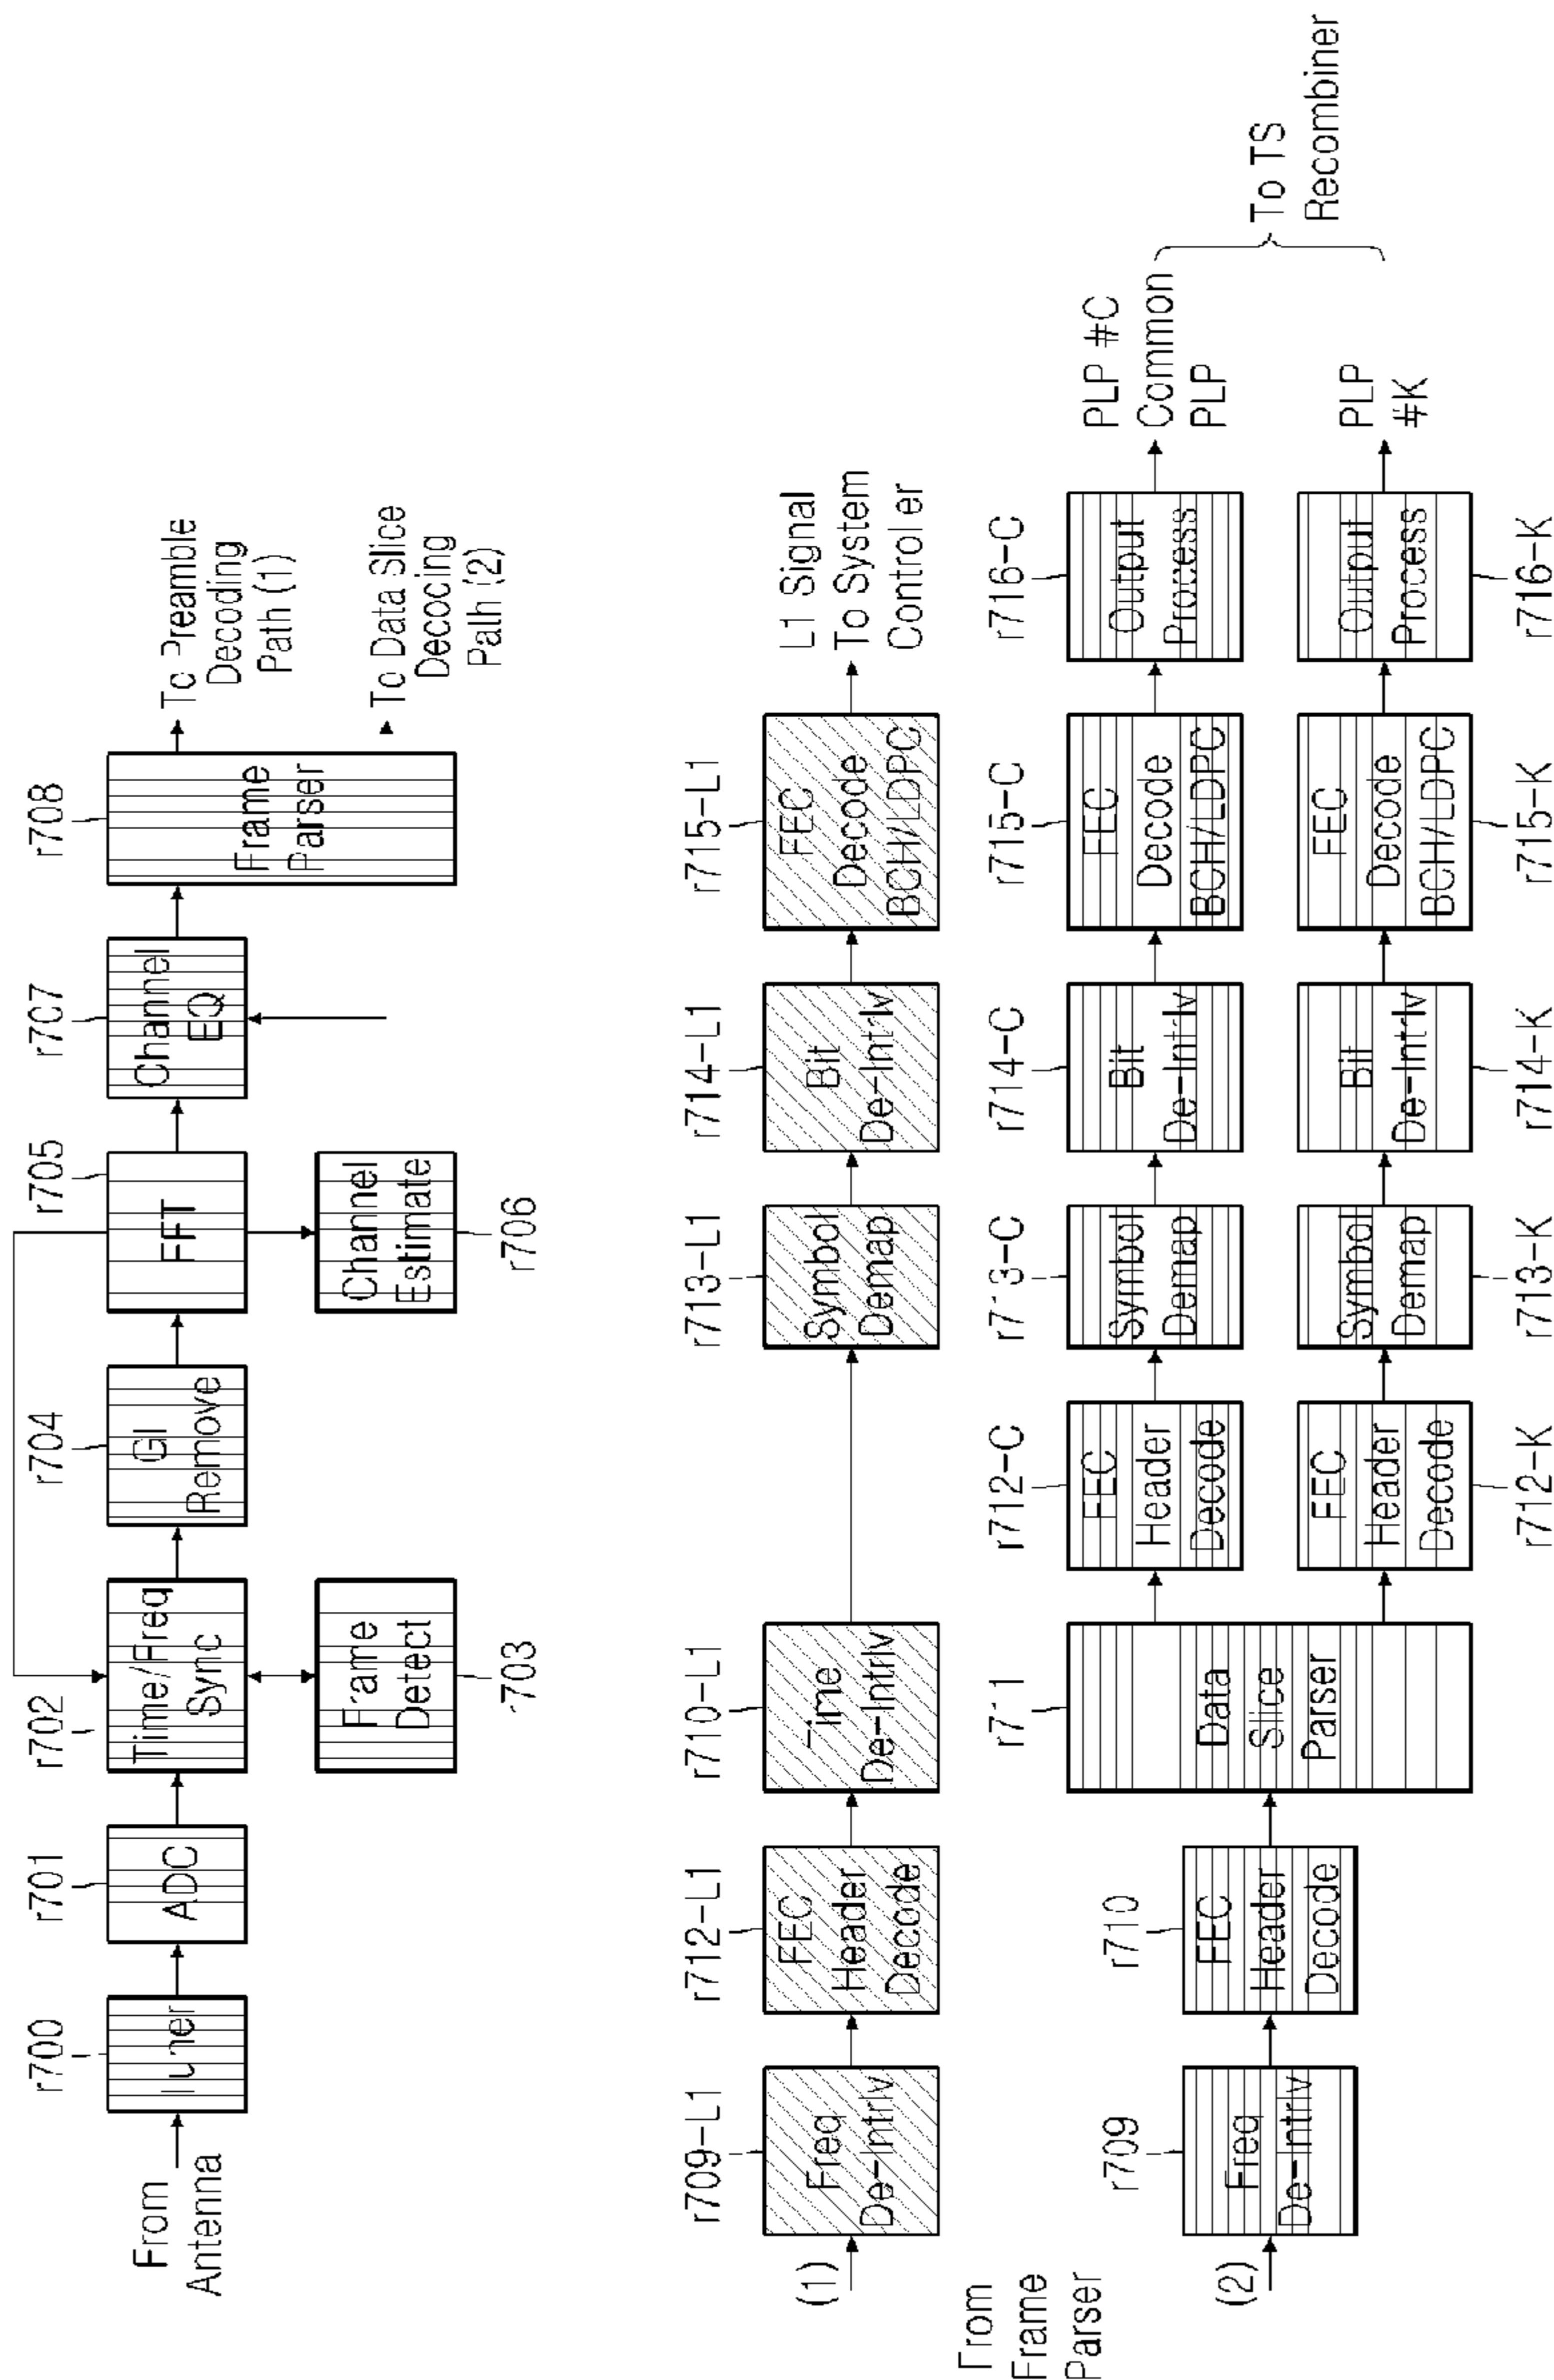 r700
r701
r702
r704
r705
r707
r708
From
Antenna
Tuner
ADC
Time/Freq
Sync
GI
Remove
FFT
Channel
EQ
Frame
Parser
To Preamble
Decoding
Path (1)
Frame
Detect
r703
Channel
Estimate
r706
To Data Slice
Decocing
Path (2)
r709-L1
r712-L1
r710-L1
r713-L1
r714-L1
r715-L1
(1)
Freq
De-Intrlv
FEC
Header
Decode
Time
De-Intrlv
Symbol
Demap
Bit
De-Intrlv
FEC
Decode
BCH/LDPC
L1 Signal
To System
Controller
From
Frame
Parser
r709
r710
r711
r712-C
r713-C
r714-C
r715-C
r716-C
(2)
Freq
De-Intrlv
FEC
Header
Decode
Data
Slice
Parser
FEC
Header
Decode
Symbol
Demap
Bit
De-Intrlv
FEC
Decode
BCH/LDPC
Output
Process
PLP #C
Common
PLP
To TS
Recombiner
FEC
Header
Decode
Symbol
Demap
Bit
De-Intrlv
FEC
Decode
BCH/LDPC
Output
Process
PLP
#K
r712-K
r713-K
r714-K
r715-K
r716-K